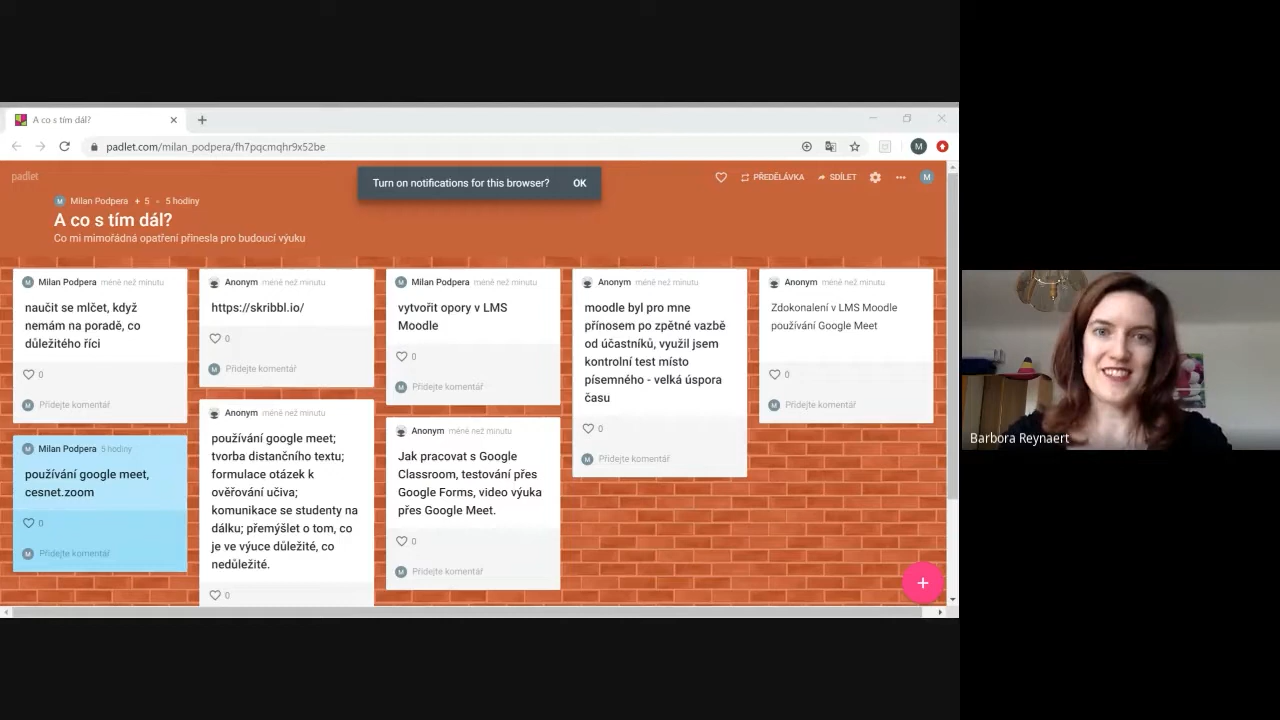 A co s tím dál?
padlet.com/milan_podpera/fh7pqcmqhr9x52be
M
padlet
Turn on notifications for this browser? OK
PŘEDĚLÁVKA
SDÍLET
M
M Milan Podpera + 5 • 5 hodiny
A co s tím dál?
Co mi mimořádná opatření přinesla pro budoucí výuku
M Milan Podpera méně než minutu
naučit se mlčet, když
nemám na poradě, co
důležitého říci
0
M Přidejte komentář
M Milan Podpera 5 hodiny
používání google meet,
cesnet.zoom
0
M Přidejte komentář
Anonym méně než minutu
https://skribbl.io/
0
M Přidejte komentář
Anonym méně než minutu
používání google meet;
tvorba distančního textu;
formulace otázek k
ověřování učiva;
komunikace se studenty na
dálku; přemýšlet o tom, co
je ve výuce důležité, co
nedůležité.
0
M Milan Podpera méně než minutu
vytvořit opory v LMS
Moodle
0
M Přidejte komentář
Anonym méně než minutu
Jak pracovat s Google
Classroom, testování přes
Google Forms, video výuka
přes Google Meet.
0
M Přidejte komentář
Anonym méně než minutu
moodle byl pro mne
přínosem po zpětné vazbě
od účastníků, využil jsem
kontrolní test místo
písemného - velká úspora
času
0
M Přidejte komentář
Anonym méně než minutu
Zdokonalení v LMS Moodle
používání Google Meet
0
M Přidejte komentář
Barbora Reynaert